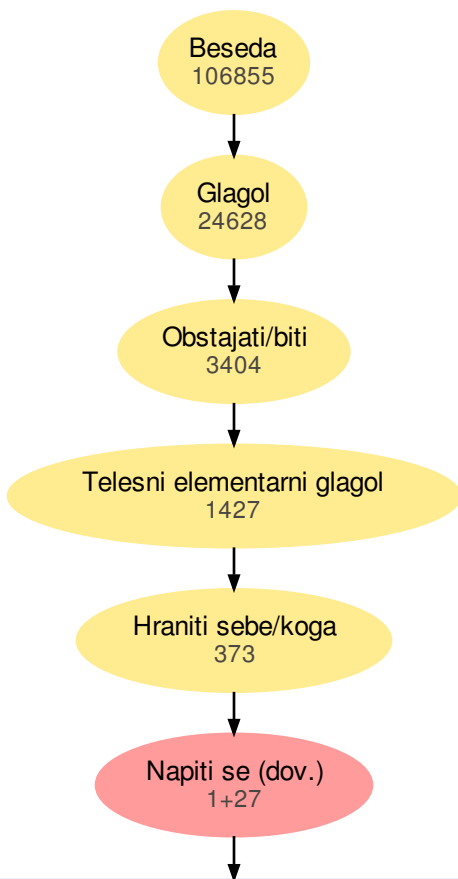 Beseda
106855
Glagol
24628
Obstajati/biti
3404
Telesni elementarni glagol
1427
Hraniti sebe/koga
373
Napiti se (dov.)
1+27